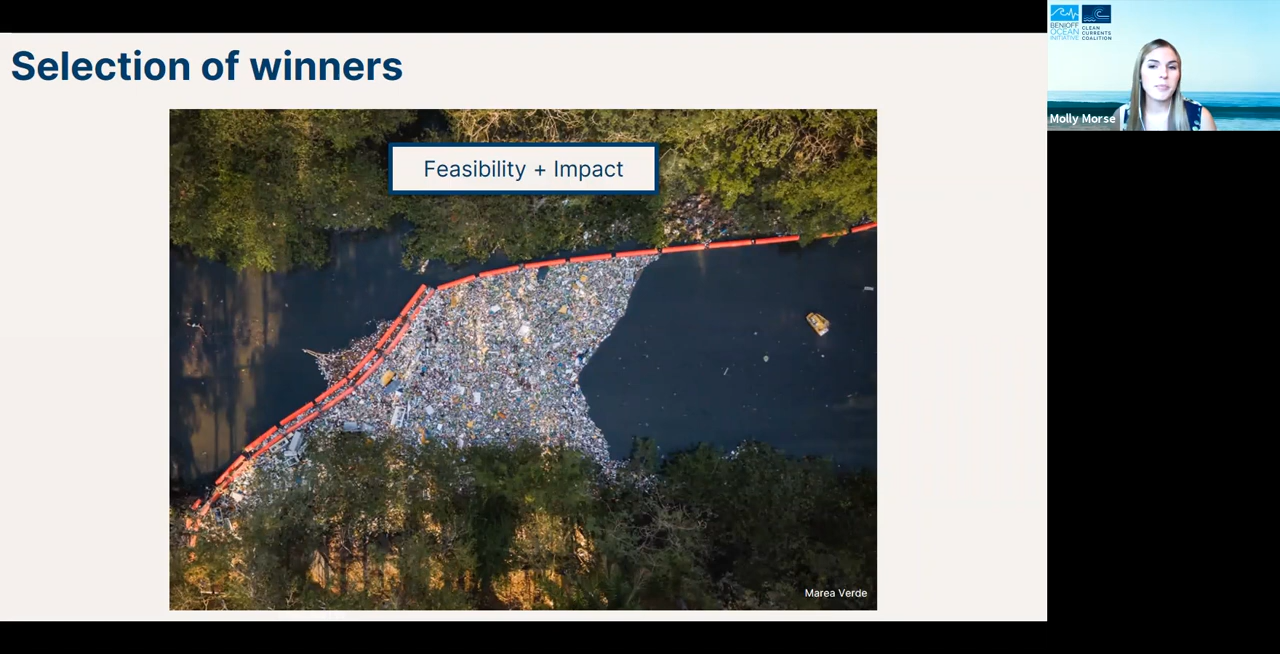 Selection of winners
Feasibility + Impact
Marea Verde
BENIOFF
OCEAN
INITIATIVE
CLEAN
CURRENTS
COALITION
Molly Morse